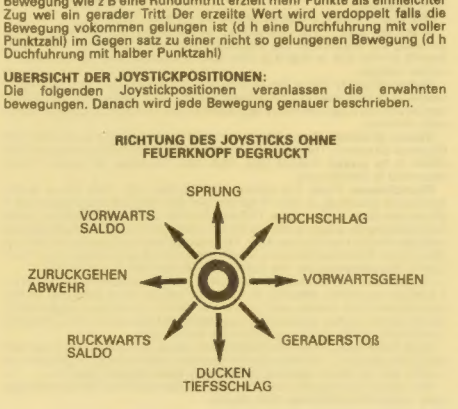 Bewegung wie z B eine Rundumtritt erzielt mehr Punkte als einfleichter
Zug wei ein gerader Tritt Der erzeilte Wert wird verdoppelt falls die
Bewegung vokommen gelungen ist (d h eine Durchfuhrung mit voller
Punktzahl) im Gegen satz zu einer nicht so gelungenen Bewegung (d h
Duchfuhrung mit halber Punktzahl)
UBERSICHT DER JOYSTICKPOSITIONEN:
Die folgenden Joystickpositionen veranlassen die erwahnten
bewegungen. Danach wird jede Bewegung genauer beschrieben.
RICHTUNG DES JOYSTICKS OHNE
FEUERKNOPF DEGRUCKT
SPRUNG
VORWARTS
SALDO
HOCHSCHLAG
ZURUCKGEHEN
ABWEHR
VORWARTSGEHEN
RUCKWARTS
SALDO
GERADERSTOß
DUCKEN
TIEFSSCHLAG